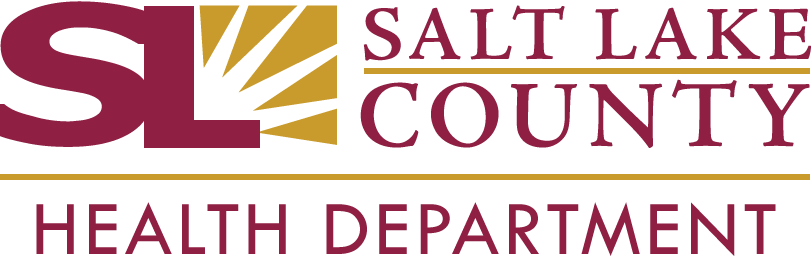 SL
SALT LAKE
COUNTY
HEALTH DEPARTMENT